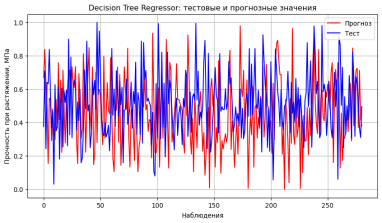 Decision Tree Regressor: тестовые и прогнозные значения
Прогноз
Тест
Прочность при растяжении, МПа
1.0
0.8
0.6
0.4
0.2
0.0
0 50 100 150 200 250
Наблюдения